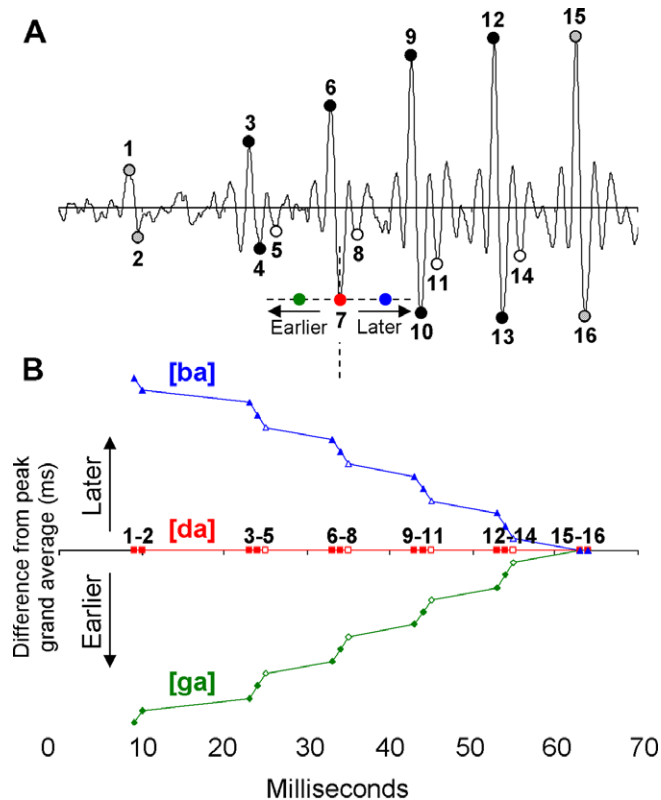 A
15
12
9
6
3
1
2
4
5
8
11
14
Earlier
7
Later
10
13
16
B
[ba]
Difference from peak
grand average (ms)
Later
[da]
1-2
3-5
6-8
9-11
12-14
15-16
Earlier
[ga]
0
10
20
30
40
50
60
70
Milliseconds